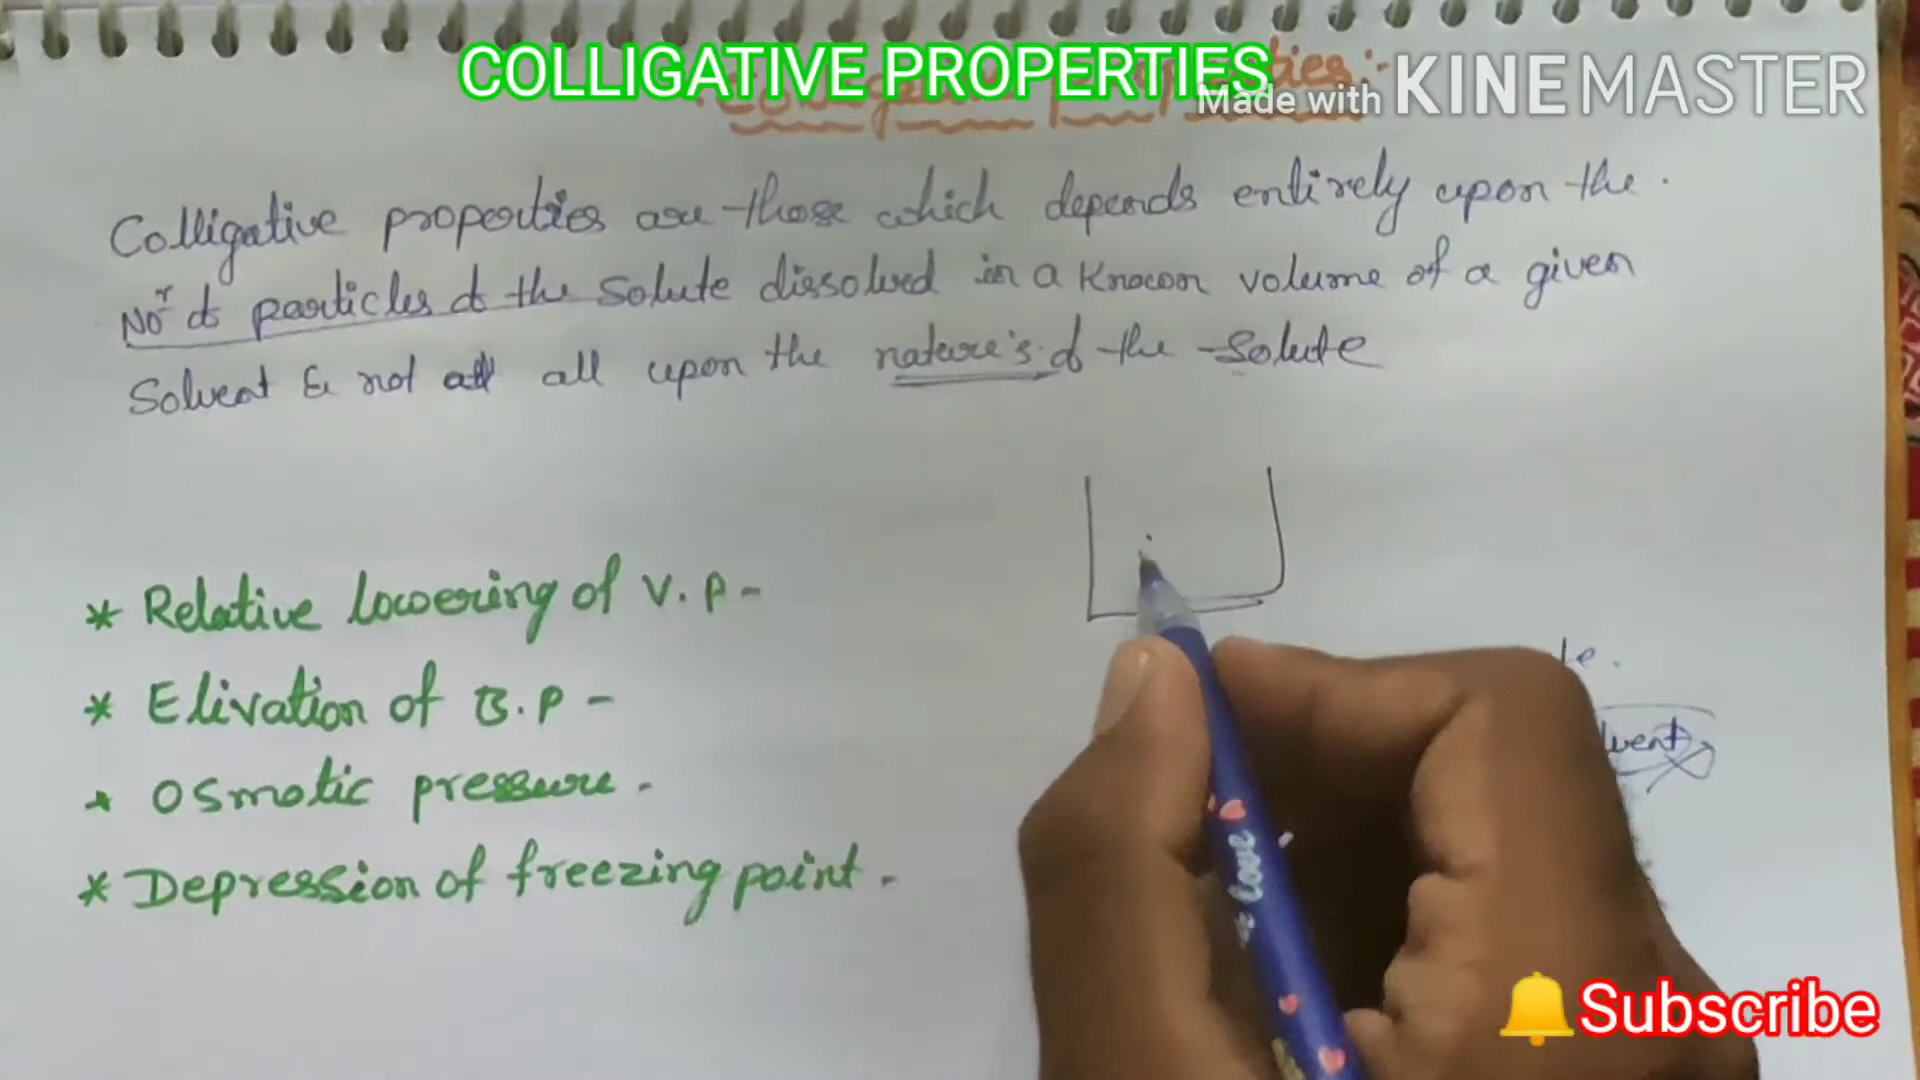 COLLIGATIVE PROPERTIES
Made with KINEMASTER
Colligative properties are those which depends entirely upon the.
No r of particles of the solute dissolved in a known volume of a given
Solvent & not all upon the nature's of the solute
* Relative lowering of V.P-
* Elivation of B.P-
* Osmotic pressure.
* Depression of freezing point.
love
Subscribe